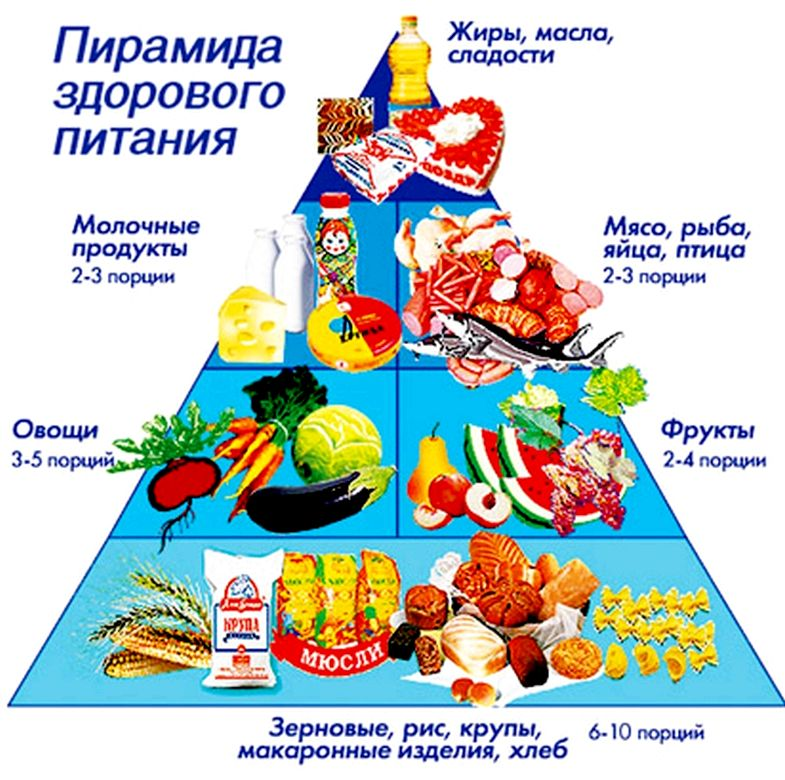 Пирамида
здорового
питания
Жиры, масла,
сладости
Молочные
продукты
2-3 порции
Мясо, рыба,
яйца, птица
2-3 порции
Овощи
3-5 порций
Фрукты
2-4 порции
КРУПА
МЮСЛИ
Зерновые, рис, крупы,
макаронные изделия, хлеб
6-10 порций